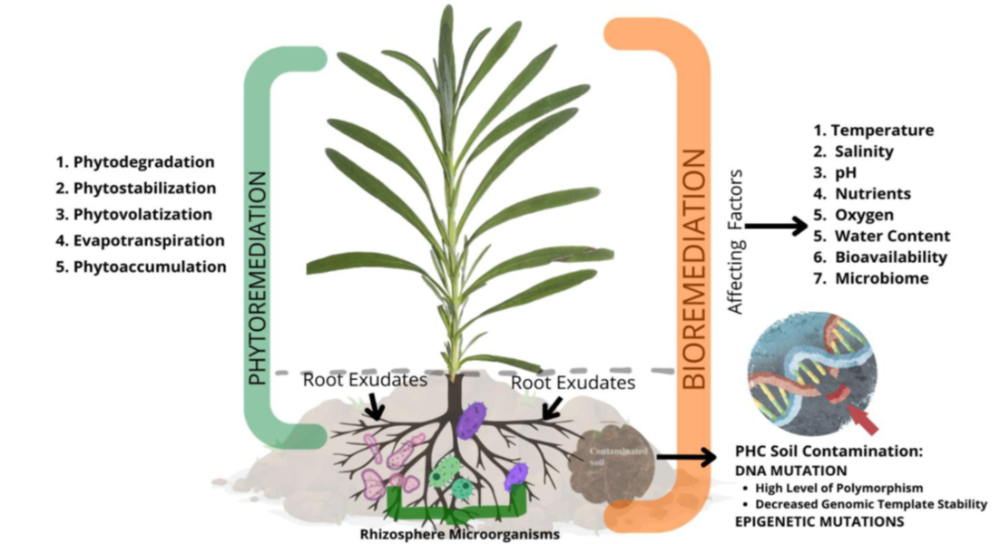 1. Phytodegradation
2. Phytostabilization
3. Phytovolatization
4. Evapotranspiration
5. Phytoaccumulation
PHYTOREMEDIATION
Root Exudates
Root Exudates
Contaminated
soil
Rhizosphere Microorganisms
BIOREMEDIATION
Affecting Factors
1. Temperature
2. Salinity
3. pH
4. Nutrients
5. Oxygen
5. Water Content
6. Bioavailability
7. Microbiome
PHC Soil Contamination:
DNA MUTATION
• High Level of Polymorphism
• Decreased Genomic Template Stability
EPIGENETIC MUTATIONS